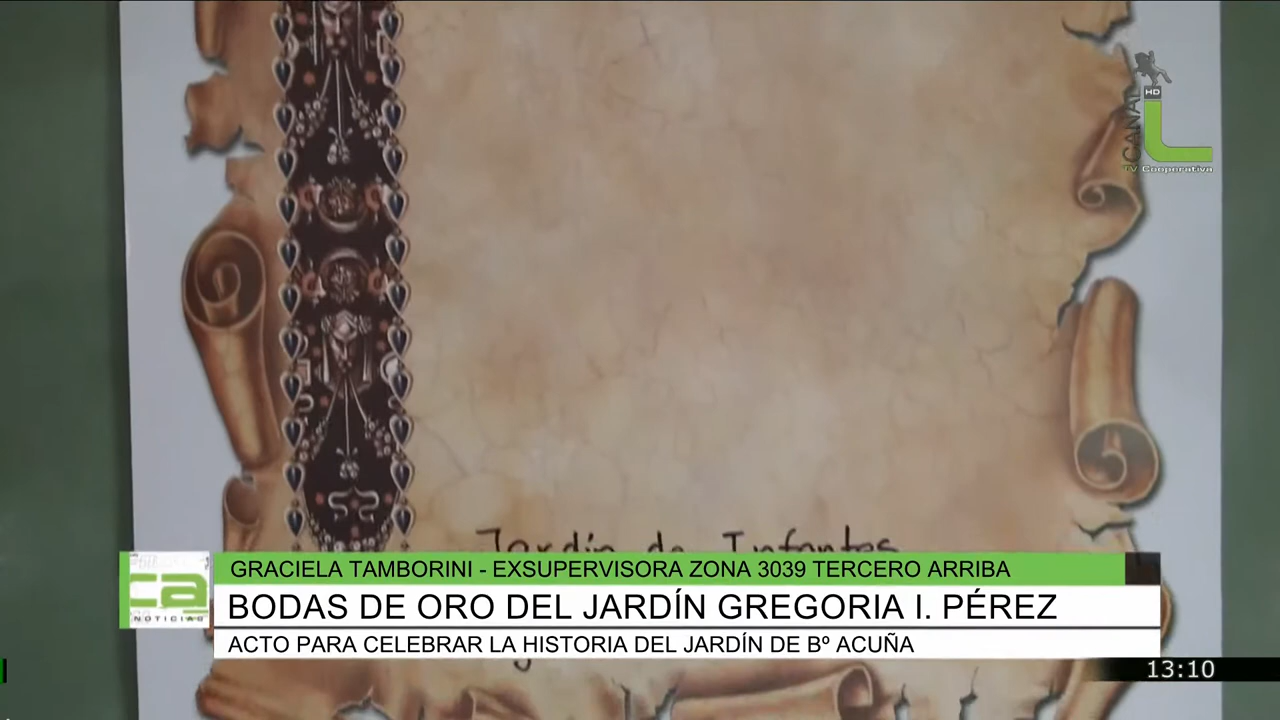 HD
CANAL
TV Cooperativa
Jardín de Infantes
GRACIELA TAMBORINI - EXSUPERVISORA ZONA 3039 TERCERO ARRIBA
ca
NOTICIAS
BODAS DE ORO DEL JARDÍN GREGORIA I. PÉREZ
ACTO PARA CELEBRAR LA HISTORIA DEL JARDÍN DE Bº ACUÑA
13:10